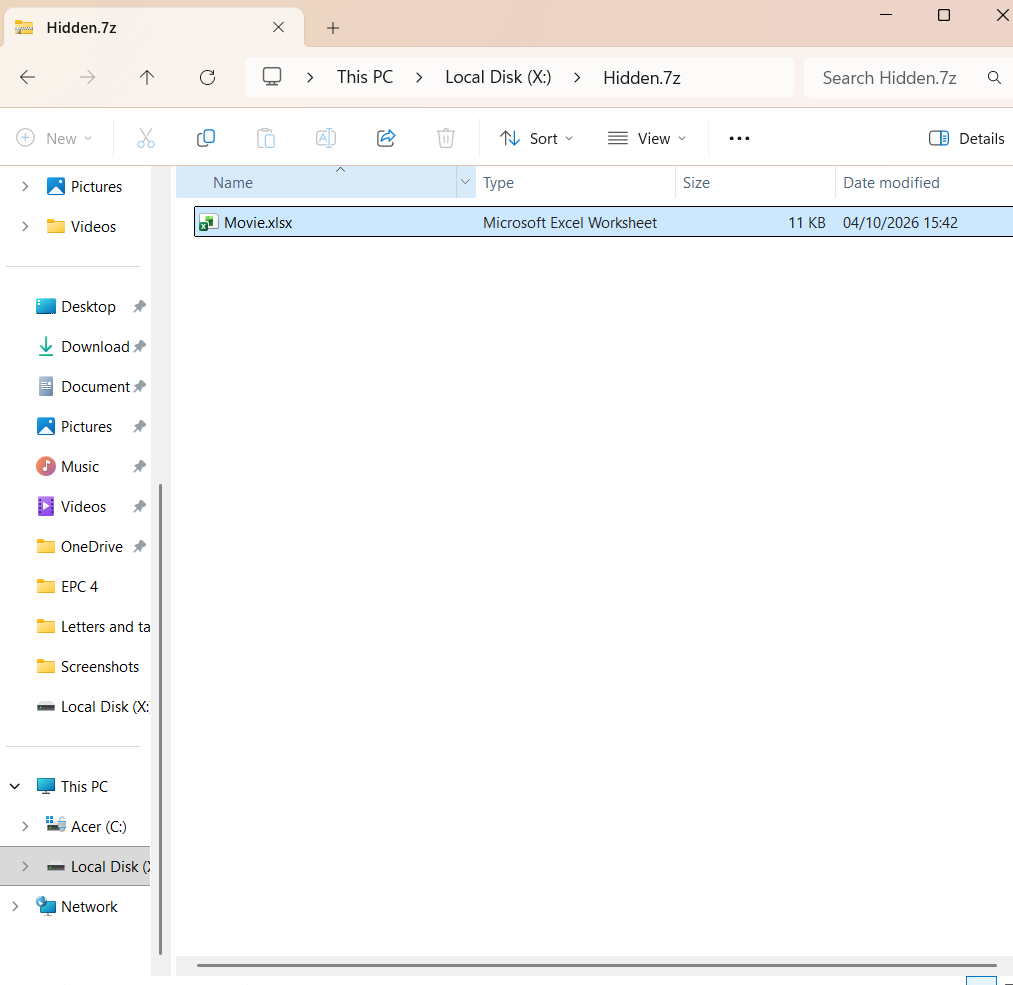 Hidden.7z
This PC Local Disk (X:) Hidden.7z Search Hidden.7z
New Sort View Details
Name Type Size Date modified
Movie.xlsx Microsoft Excel Worksheet 11 KB 04/10/2026 15:42
Pictures
Videos
Desktop
Download
Document
Pictures
Music
Videos
OneDrive
EPC 4
Letters and ta
Screenshots
Local Disk (X:
This PC
Acer (C:)
Local Disk (X
Network